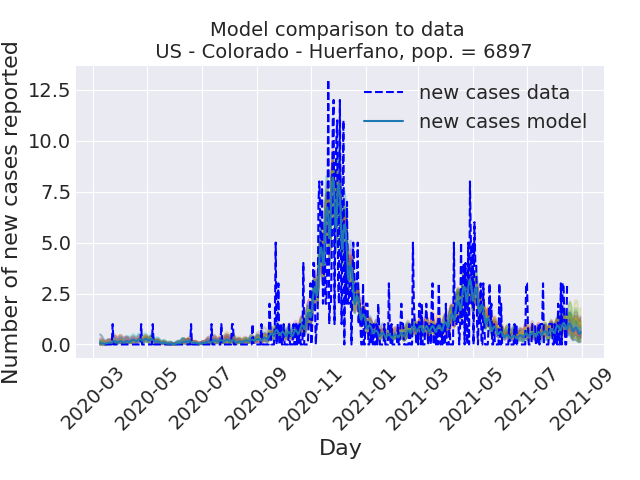 Model comparison to data
US - Colorado - Huerfano, pop. = 6897
Number of new cases reported
12.5
10.0
7.5
5.0
2.5
0.0
new cases data
new cases model
2020-03
2020-05
2020-07
2020-09
2020-11
2021-01
2021-03
2021-05
2021-07
2021-09
Day